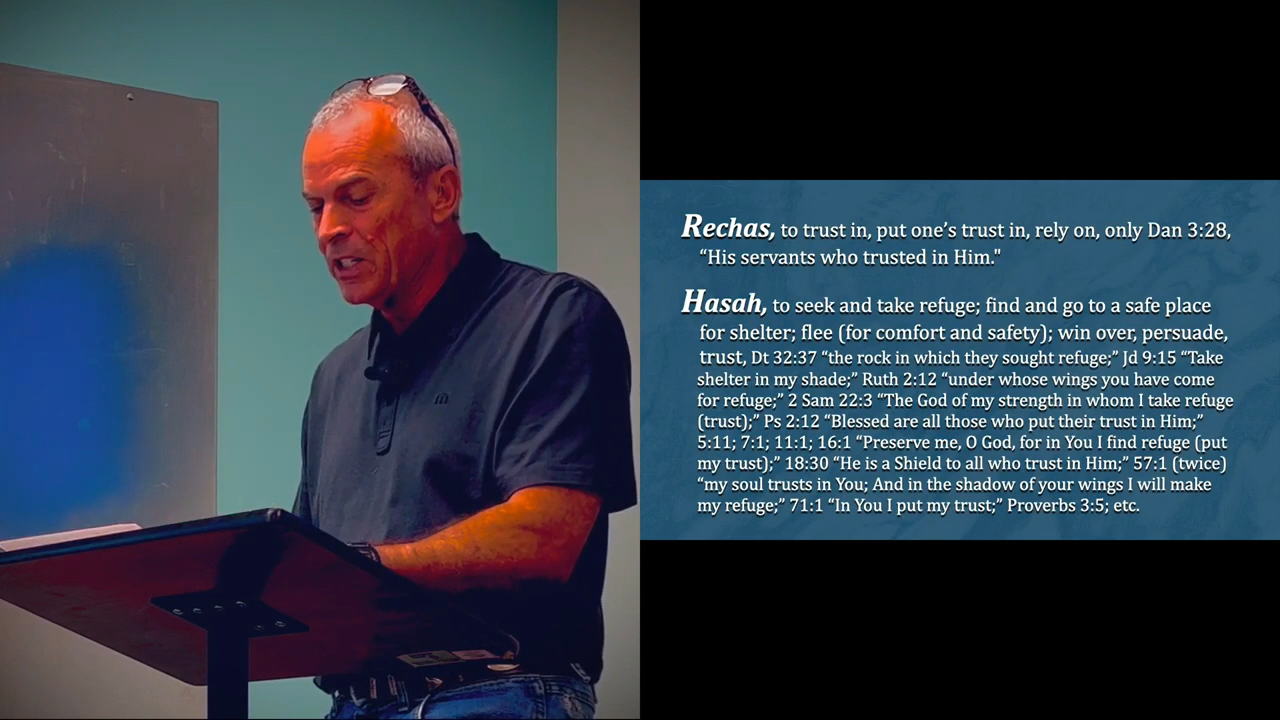 Rechas, to trust in, put one’s trust in, rely on, only Dan 3:28,
“His servants who trusted in Him."
Hasah, to seek and take refuge; find and go to a safe place
for shelter; flee (for comfort and safety); win over, persuade,
trust, Dt 32:37 “the rock in which they sought refuge;” Jd 9:15 “Take
shelter in my shade;” Ruth 2:12 “under whose wings you have come
for refuge;” 2 Sam 22:3 “The God of my strength in whom I take refuge
(trust);” Ps 2:12 “Blessed are all those who put their trust in Him;”
5:11; 7:1; 11:1; 16:1 “Preserve me, O God, for in You I find refuge (put
my trust);” 18:30 “He is a Shield to all who trust in Him;” 57:1 (twice)
“my soul trusts in You; And in the shadow of your wings I will make
my refuge;” 71:1 “In You I put my trust;” Proverbs 3:5; etc.